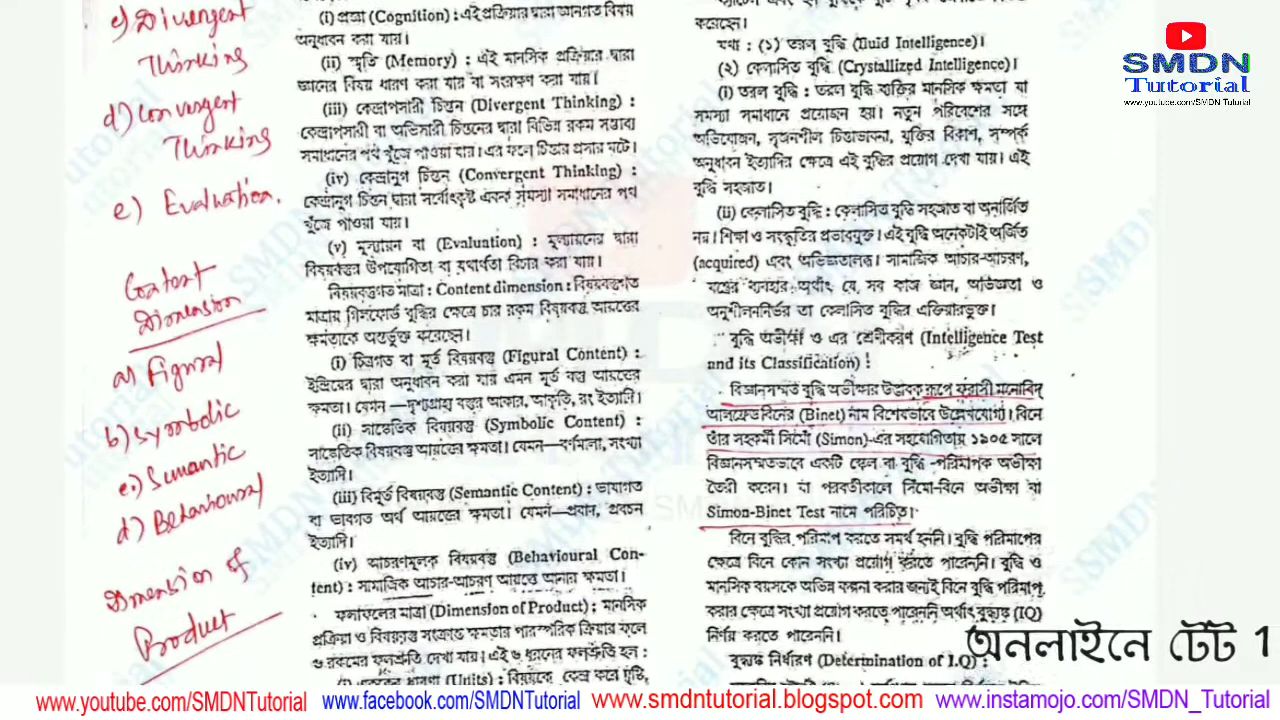 c) Divergent
Thinking
d) Convergent
Thinking
e) Evaluation.
Content
Dimension
a) Figural
b) Symbolic
c) Semantic
d) Behavioural
Dimension of
Product
(i) প্রজ্ঞা (Cognition) : এই প্রক্রিয়ার দ্বারা জ্ঞানগত বিষয়
অনুধাবন করা যায়।
(ii) স্মৃতি (Memory) : এই মানসিক প্রক্রিয়ার দ্বারা
জ্ঞানের বিষয় ধারণ করা যায় বা সংরক্ষণ করা যায়।
(iii) কেন্দ্রাপসারী চিন্তন (Divergent Thinking) :
কেন্দ্রাপসারী বা অভিসারী চিন্তনের দ্বারা বিভিন্ন রকম সম্ভাব্য
সমাধানের পথ খুঁজে পাওয়া যায়। এর ফলে চিন্তার প্রসার ঘটে।
(iv) কেন্দ্রানুগ চিন্তন (Convergent Thinking) :
কেন্দ্রানুগ চিন্তন দ্বারা সর্বোৎকৃষ্ট একক সমস্যা সমাধানের পথ
খুঁজে পাওয়া যায়।
(v) মূল্যায়ন বা (Evaluation) : মূল্যায়নের দ্বারা
বিষয়বস্তুর উপযোগিতা বা যথার্থতা বিচার করা যায়।
বিষয়বস্তুগত মাত্রা : Content dimension : বিষয়বস্তুগত
মাত্রায় গিলফোর্ড বুদ্ধির ক্ষেত্রে চার রকম বিষয়বস্তু আয়ত্তের
ক্ষমতাকে অন্তর্ভুক্ত করেছেন।
(i) চিত্রগত বা মূর্ত বিষয়বস্তু (Figural Content) :
ইন্দ্রিয়ের দ্বারা অনুধাবন করা যায় এমন মূর্ত বস্তু আয়ত্তের
ক্ষমতা। যেমন—দৃশ্যগ্রাহ্য বস্তুর আকার, আকৃতি, রং ইত্যাদি।
(ii) সাঙ্কেতিক বিষয়বস্তু (Symbolic Content) :
সাঙ্কেতিক বিষয়বস্তু আয়ত্তের ক্ষমতা। যেমন—বর্ণমালা, সংখ্যা
ইত্যাদি।
(iii) বিমূর্ত বিষয়বস্তু (Semantic Content) : ভাষাগত
বা ভাবগত অর্থ আয়ত্তের ক্ষমতা। যেমন—প্রবাদ, প্রবচন
ইত্যাদি।
(iv) আচরণমূলক বিষয়বস্তু (Behavioural Con-
tent) : সামাজিক আচার-আচরণ আয়ত্তে আনার ক্ষমতা।
ফলাফলের মাত্রা (Dimension of Product) : মানসিক
প্রক্রিয়া ও বিষয়বস্তু সংক্রান্ত ক্ষমতার পারস্পরিক ক্রিয়ার ফলে
৬ রকমের ফলশ্রুতি দেখা যায়। এই ৬ ধরনের ফলশ্রুতি হল :
ধারণা (Units) : বিষয়কে কেন্দ্র করে
করেছেন।
যথা : (১) তরল বুদ্ধি (fluid Intelligence)।
(২) কেলাসিত বুদ্ধি (Crystallized Intelligence)।
(i) তরল বুদ্ধি : তরল বুদ্ধি ব্যক্তির মানসিক ক্ষমতা যা
সমস্যা সমাধানে প্রয়োজন হয়। নতুন পরিবেশের সঙ্গে
অভিযোজন, সৃজনশীল চিন্তাভাবনা, যুক্তির বিকাশ, সম্পর্ক
অনুধাবন ইত্যাদির ক্ষেত্রে এই বুদ্ধির প্রয়োগ দেখা যায়। এই
বুদ্ধি সহজাত।
(ii) কেলাসিত বুদ্ধি : কেলাসিত বুদ্ধি সহজাত বা অনার্জিত
নয়। শিক্ষা ও সংস্কৃতির প্রভাবযুক্ত। এই বুদ্ধি অনেকটাই অর্জিত
(acquired) এবং অভিজ্ঞতালব্ধ। সামাজিক আচার-আচরণ,
যন্ত্রের ব্যবহার অর্থাৎ যে, সব কাজ জ্ঞান, অভিজ্ঞতা ও
অনুশীলননির্ভর তা কেলাসিত বুদ্ধির এক্তিয়ারভুক্ত।
বুদ্ধি অভীক্ষা ও এর শ্রেণীকরণ (Intelligence Test
and its Classification) :
বিজ্ঞানসম্মত বুদ্ধি অভীক্ষার উদ্ভাবক রূপে ফরাসী মনোবিদ্
আলফ্রেড বিনের (Binet) নাম বিশেষভাবে উল্লেখযোগ্য। বিনে
তাঁর সহকর্মী সিমোঁ (Simon)-এর সহযোগিতায় ১৯০৫ সালে
বিজ্ঞানসম্মতভাবে একটি স্কেল বা বুদ্ধি -পরিমাপক অভীক্ষা
তৈরী করেন। যা পরবর্তীকালে সিমো-বিনে অভীক্ষা বা
Simon-Binet Test নামে পরিচিত।
বিনে বুদ্ধির পরিমাপ করতে সমর্থ হননি। বুদ্ধি পরিমাপের
ক্ষেত্রে বিনে কোন সংখ্যা প্রয়োগ করতে পারেননি। বুদ্ধি ও
মানসিক বয়সকে অভিন্ন কল্পনা করার জন্যই বিনে বুদ্ধি পরিমাপ
করার ক্ষেত্রে সংখ্যা প্রয়োগ করতে পারেননি অর্থাৎ বুদ্ধ্যঙ্ক (IQ)
নির্ণয় করতে পারেননি।
বুদ্ধ্যঙ্ক নির্ধারণ (Determination of I.Q) :
SMDN
Tutorial
www.youtube.com/SMDN Tutorial
অনলাইনে টেট 1
www.youtube.com/SMDNTutorial www.facebook.com/SMDNTutorial www.smdntutorial.blogspot.com www.instamojo.com/SMDN_Tutorial